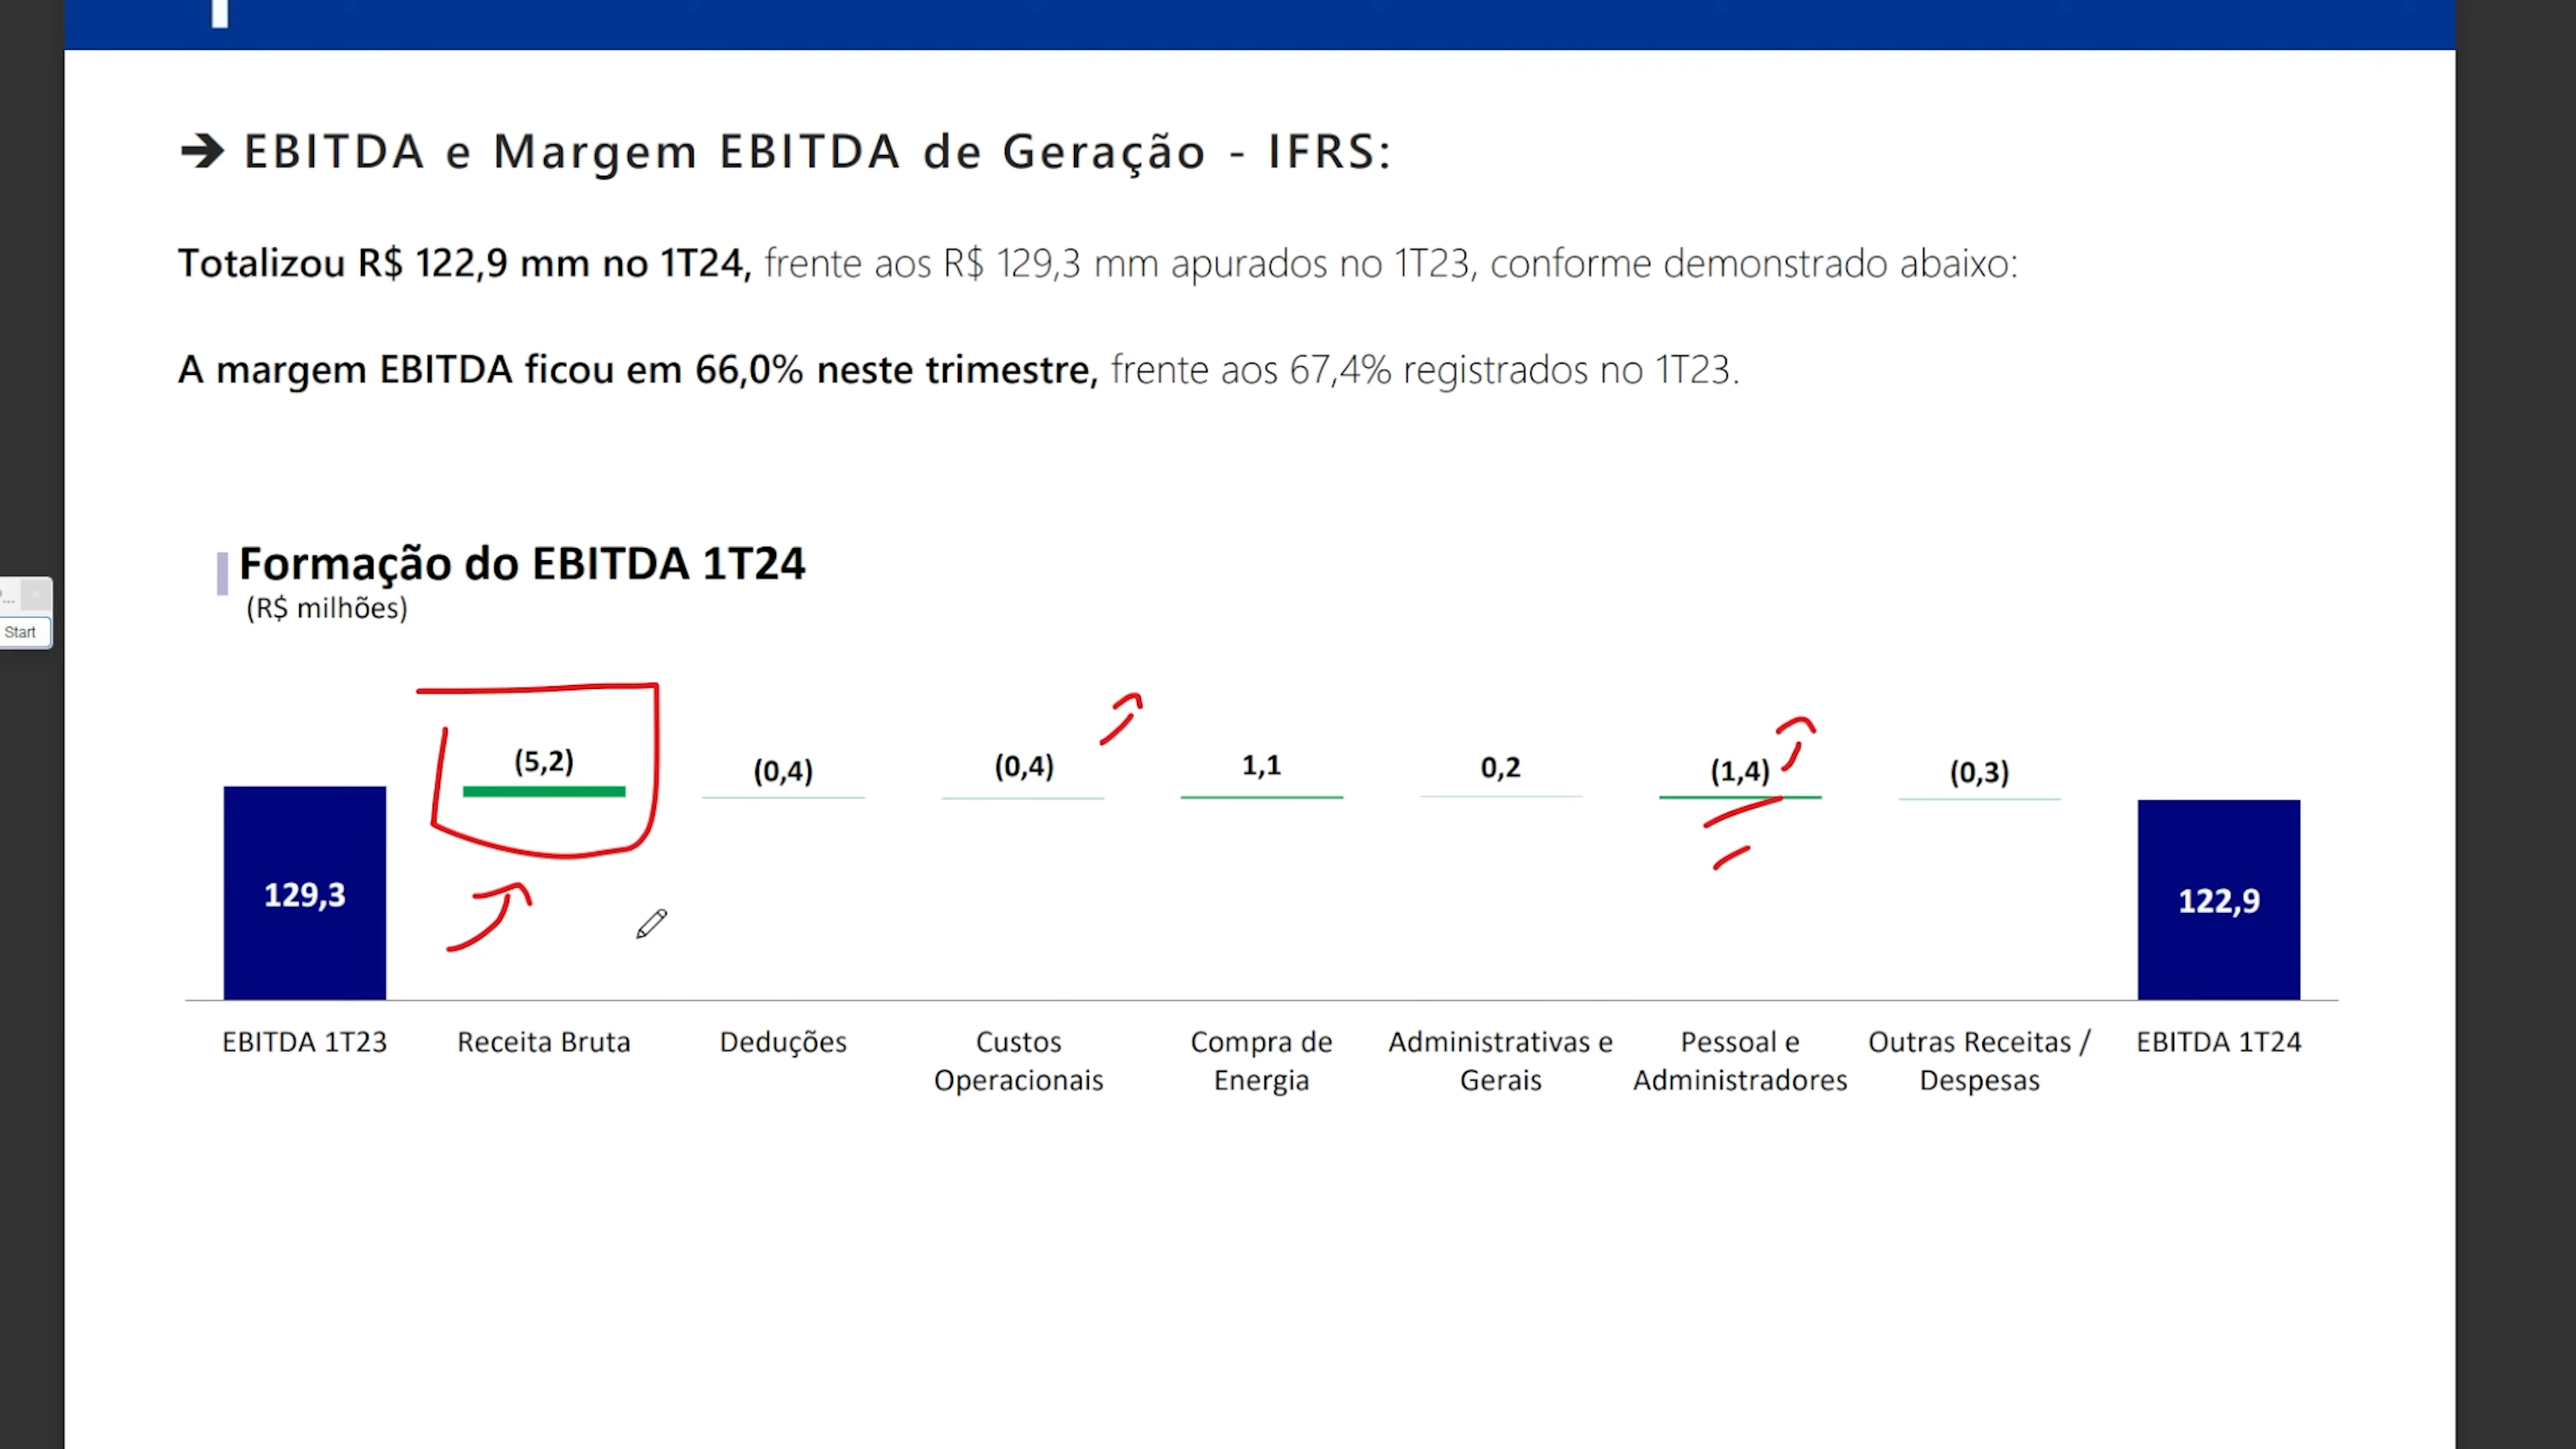 ➔ EBITDA e Margem EBITDA de Geração - IFRS:
Totalizou R$ 122,9 mm no 1T24, frente aos R$ 129,3 mm apurados no 1T23, conforme demonstrado abaixo:
A margem EBITDA ficou em 66,0% neste trimestre, frente aos 67,4% registrados no 1T23.
Formação do EBITDA 1T24
(R$ milhões)
Start
(5,2) (0,4) (0,4) 1,1 0,2 (1,4) (0,3)
129,3 122,9
EBITDA 1T23 Receita Bruta Deduções Custos Compra de Administrativas e Pessoal e Outras Receitas / EBITDA 1T24
Operacionais Energia Gerais Administradores Despesas